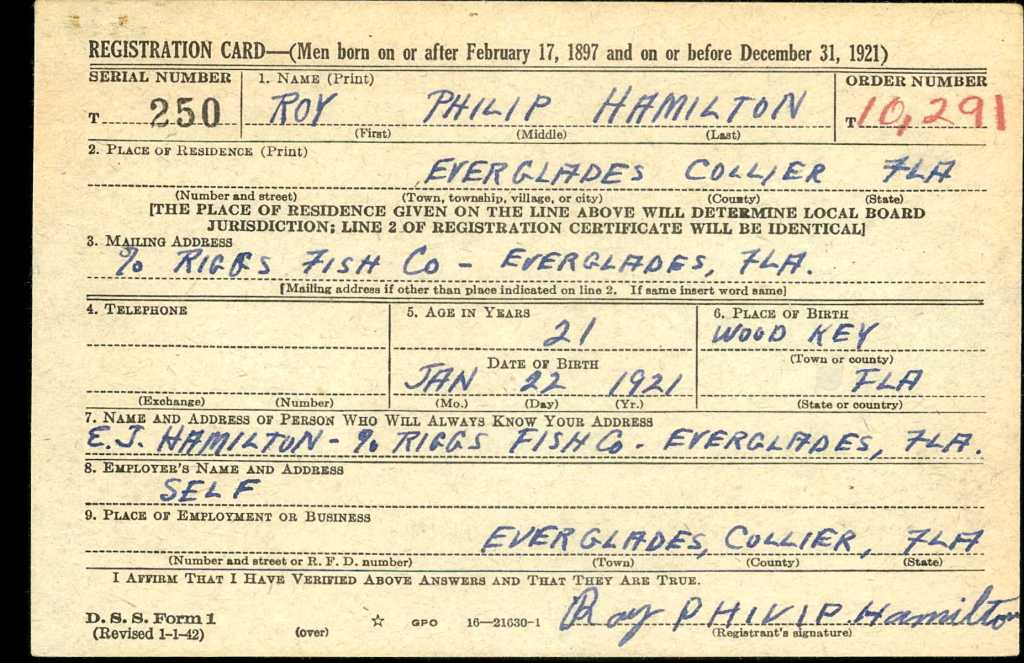 REGISTRATION CARD—(Men born on or after February 17, 1897 and on or before December 31, 1921)
SERIAL NUMBER 1. NAME (Print) ORDER NUMBER
T 250 ROY PHILIP HAMILTON T 10,291
(First) (Middle) (Last)
2. PLACE OF RESIDENCE (Print)
EVERGLADES COLLIER FLA
(Number and street) (Town, township, village, or city) (County) (State)
[THE PLACE OF RESIDENCE GIVEN ON THE LINE ABOVE WILL DETERMINE LOCAL BOARD
JURISDICTION; LINE 2 OF REGISTRATION CERTIFICATE WILL BE IDENTICAL]
3. MAILING ADDRESS
% RIGGS FISH CO - EVERGLADES, FLA.
[Mailing address if other than place indicated on line 2. If same insert word same]
4. TELEPHONE 5. AGE IN YEARS 6. PLACE OF BIRTH
21 WOOD KEY
DATE OF BIRTH (Town or county)
JAN 22 1921 FLA
(Exchange) (Number) (Mo.) (Day) (Yr.) (State or country)
7. NAME AND ADDRESS OF PERSON WHO WILL ALWAYS KNOW YOUR ADDRESS
E.J. HAMILTON - % RIGGS FISH CO - EVERGLADES, FLA.
8. EMPLOYER'S NAME AND ADDRESS
SELF
9. PLACE OF EMPLOYMENT OR BUSINESS
EVERGLADES, COLLIER, FLA
(Number and street or R. F. D. number) (Town) (County) (State)
I AFFIRM THAT I HAVE VERIFIED ABOVE ANSWERS AND THAT THEY ARE TRUE.
D. S. S. Form 1 Roy PHIVIP. Hamilton
(Revised 1-1-42) (over) ☆ GPO 16—21630-1 (Registrant's signature)